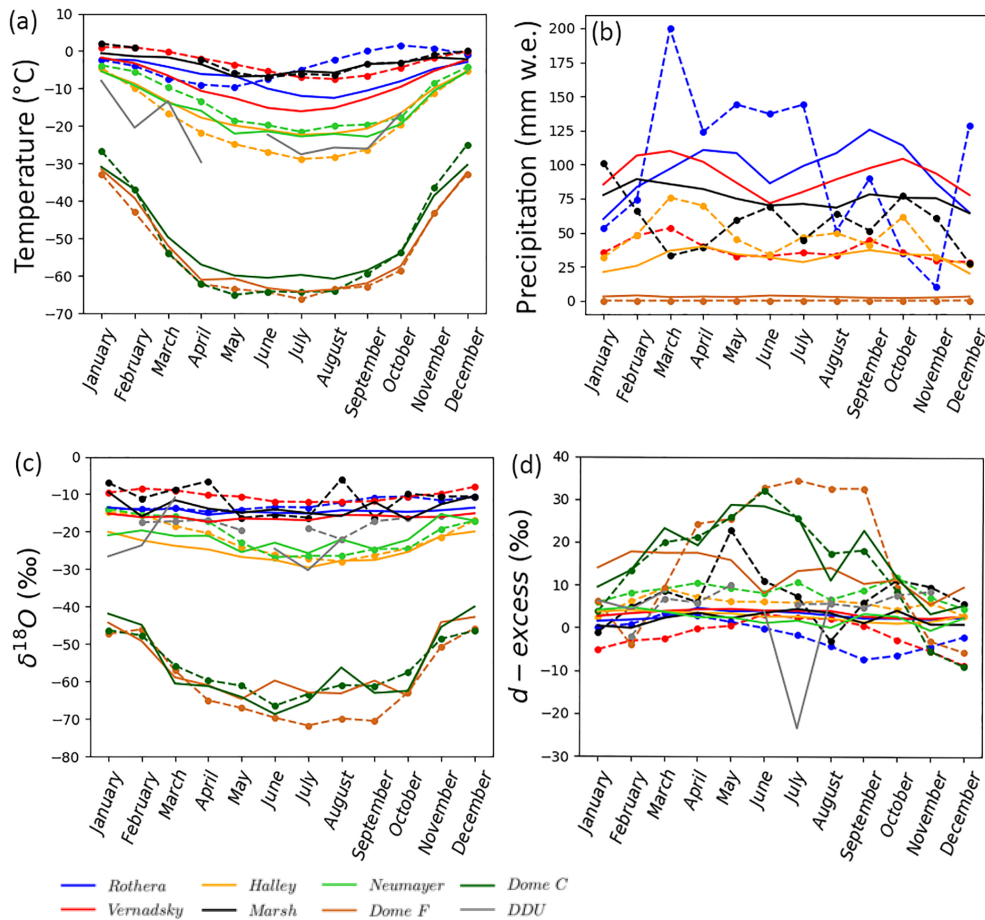 (a)
Temperature (°C)
10
0
−10
−20
−30
−40
−50
−60
−70
January
February
March
April
May
June
July
August
September
October
November
December
(b)
Precipitation (mm w.e.)
200
175
150
125
100
75
50
25
0
January
February
March
April
May
June
July
August
September
October
November
December
(c)
δ¹⁸O (‰)
0
−10
−20
−30
−40
−50
−60
−70
−80
January
February
March
April
May
June
July
August
September
October
November
December
(d)
d − excess (‰)
40
30
20
10
0
−10
−20
−30
January
February
March
April
May
June
July
August
September
October
November
December
Rothera Halley Neumayer Dome C
Vernadsky Marsh Dome F DDU